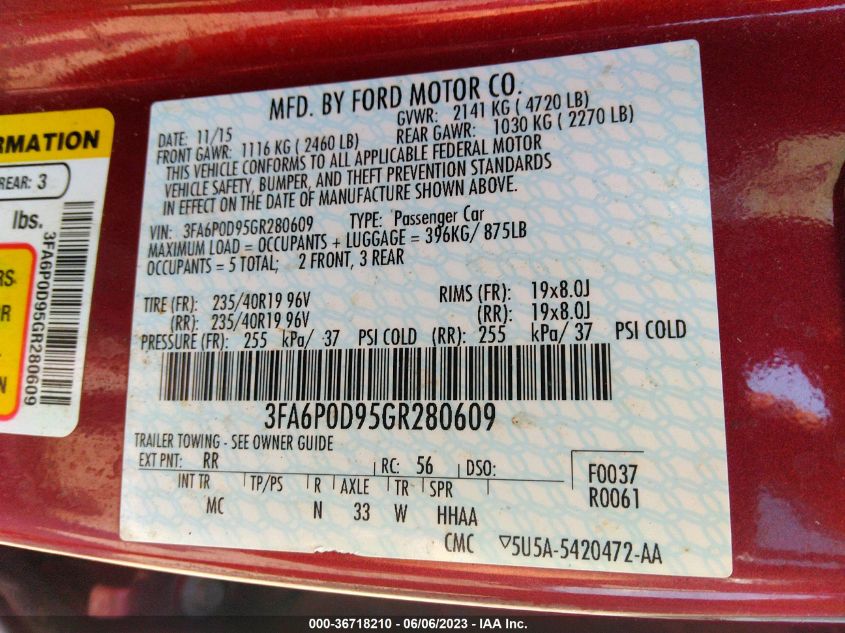 ORMATION
REAR: 3
lbs.
RS-
OR
N
3FA6P0D95GR280609
MFD. BY FORD MOTOR CO.
DATE: 11/15 GVWR: 2141 KG ( 4720 LB)
FRONT GAWR: 1116 KG ( 2460 LB) REAR GAWR: 1030 KG ( 2270 LB)
THIS VEHICLE CONFORMS TO ALL APPLICABLE FEDERAL MOTOR
VEHICLE SAFETY, BUMPER, AND THEFT PREVENTION STANDARDS
IN EFFECT ON THE DATE OF MANUFACTURE SHOWN ABOVE.
VIN: 3FA6P0D95GR280609 TYPE: Passenger Car
MAXIMUM LOAD = OCCUPANTS + LUGGAGE = 396KG/ 875LB
OCCUPANTS = 5 TOTAL; 2 FRONT, 3 REAR
TIRE (FR): 235/40R19 96V RIMS (FR): 19x8.0J
(RR): 235/40R19 96V (RR): 19x8.0J
PRESSURE (FR): 255 kPa/ 37 PSI COLD (RR): 255 kPa/ 37 PSI COLD
3FA6P0D95GR280609
TRAILER TOWING - SEE OWNER GUIDE
EXT PNT: RR RC: 56 DSO: F0037
INT TR TP/PS R AXLE TR SPR R0061
MC N 33 W HHAA
CMC ▽5U5A-5420472-AA
000-36718210 - 06/06/2023 - IAA Inc.